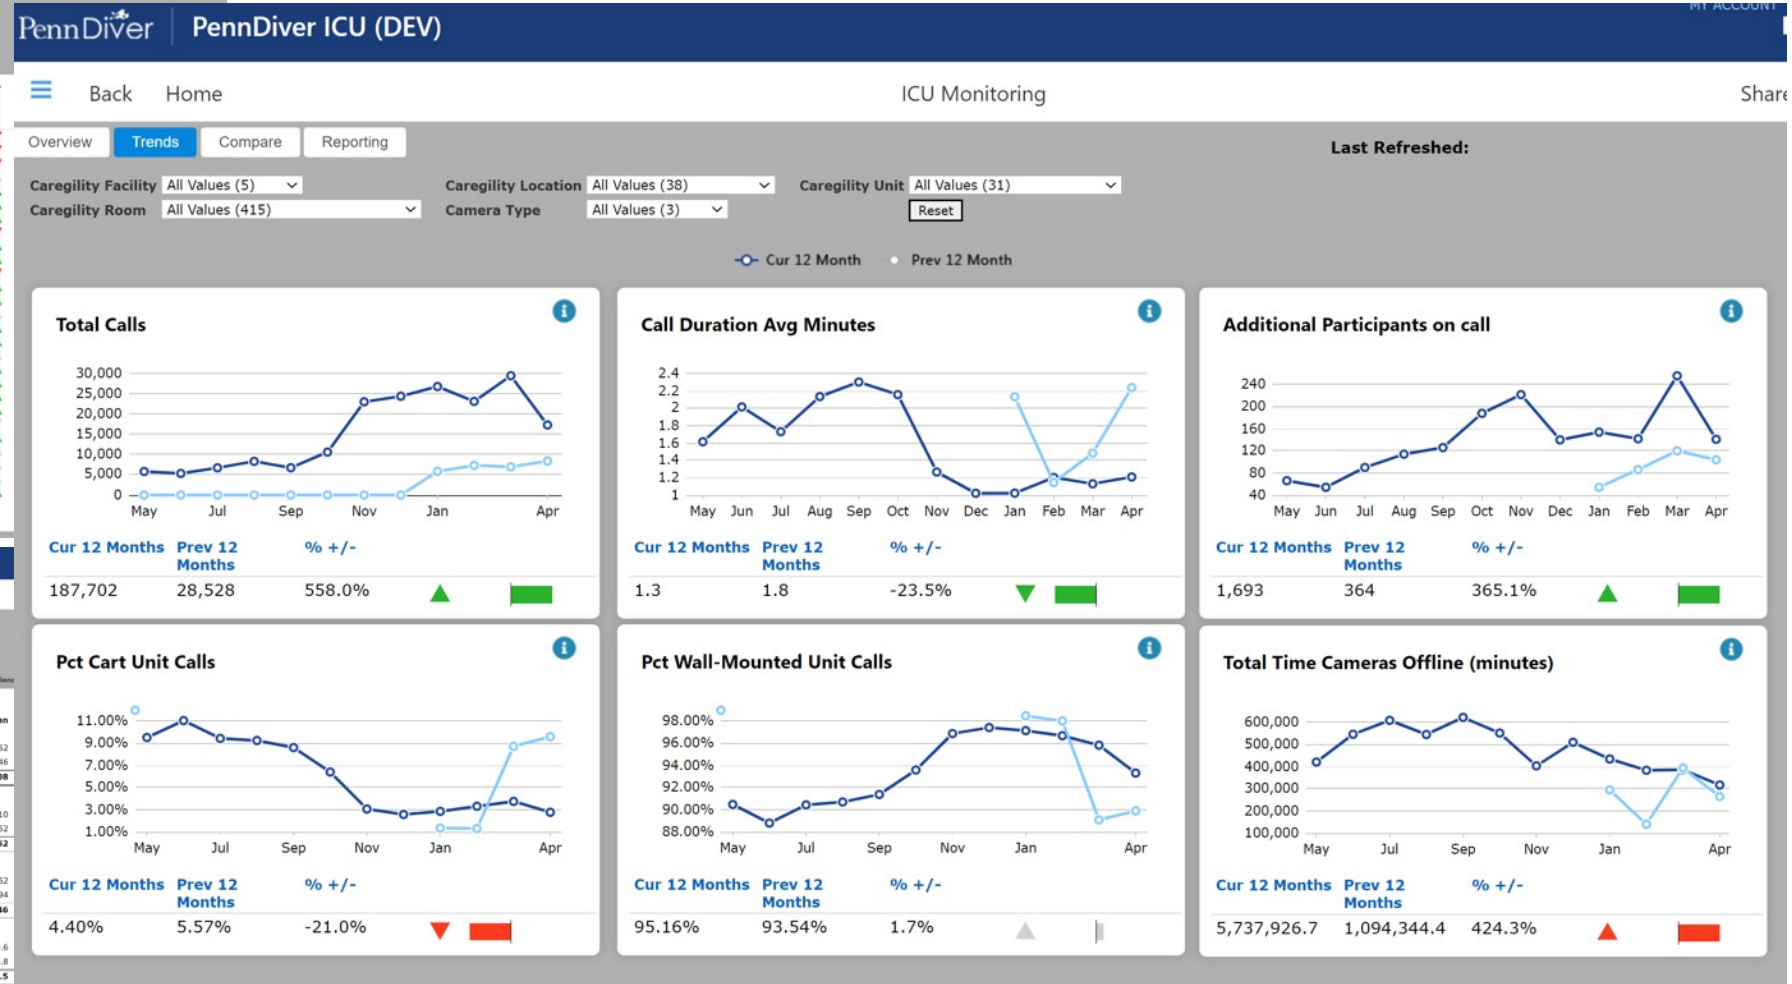 MY ACCOUNT
PennDiver PennDiver ICU (DEV)
Back Home ICU Monitoring Share
Overview Trends Compare Reporting Last Refreshed:
Caregility Facility All Values (5) Caregility Location All Values (38) Caregility Unit All Values (31)
Caregility Room All Values (415) Camera Type All Values (3) Reset
Cur 12 Month Prev 12 Month
Total Calls
30,000
25,000
20,000
15,000
10,000
5,000
0
May Jul Sep Nov Jan Apr
Cur 12 Months Prev 12 Months % +/-
187,702 28,528 558.0%
Call Duration Avg Minutes
2.4
2.2
2
1.8
1.6
1.4
1.2
1
May Jun Jul Aug Sep Oct Nov Dec Jan Feb Mar Apr
Cur 12 Months Prev 12 Months % +/-
1.3 1.8 -23.5%
Additional Participants on call
240
200
160
120
80
40
May Jun Jul Aug Sep Oct Nov Dec Jan Feb Mar Apr
Cur 12 Months Prev 12 Months % +/-
1,693 364 365.1%
Pct Cart Unit Calls
11.00%
9.00%
7.00%
5.00%
3.00%
1.00%
May Jul Sep Nov Jan Apr
Cur 12 Months Prev 12 Months % +/-
4.40% 5.57% -21.0%
Pct Wall-Mounted Unit Calls
98.00%
96.00%
94.00%
92.00%
90.00%
88.00%
May Jul Sep Nov Jan Apr
Cur 12 Months Prev 12 Months % +/-
95.16% 93.54% 1.7%
Total Time Cameras Offline (minutes)
600,000
500,000
400,000
300,000
200,000
100,000
May Jul Sep Nov Jan Apr
Cur 12 Months Prev 12 Months % +/-
5,737,926.7 1,094,344.4 424.3%